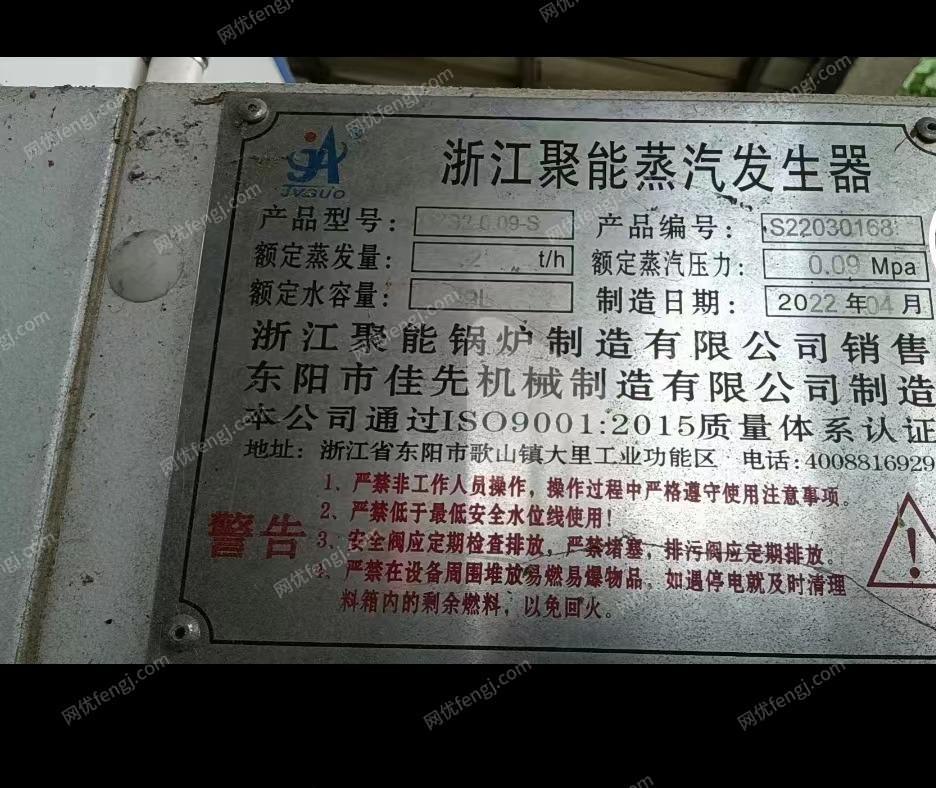 JVBUO
浙江聚能蒸汽发生器
产品型号: 0.09-S 产品编号: S22030168
额定蒸发量: t/h 额定蒸汽压力: 0.09 Mpa
额定水容量: 制造日期: 2022年04月
浙江聚能锅炉制造有限公司销售
东阳市佳先机械制造有限公司制造
本公司通过ISO9001:2015质量体系认证
地址: 浙江省东阳市歌山镇大里工业功能区 电话:4008816929
警告
1、严禁非工作人员操作，操作过程中严格遵守使用注意事项。
2、严禁低于最低安全水位线使用!
3、安全阀应定期检查排放，严禁堵塞，排污阀应定期排放。
严禁在设备周围堆放易燃易爆物品。如遇停电就及时清理
料箱内的剩余燃料，以免回火。
网优fengj.com